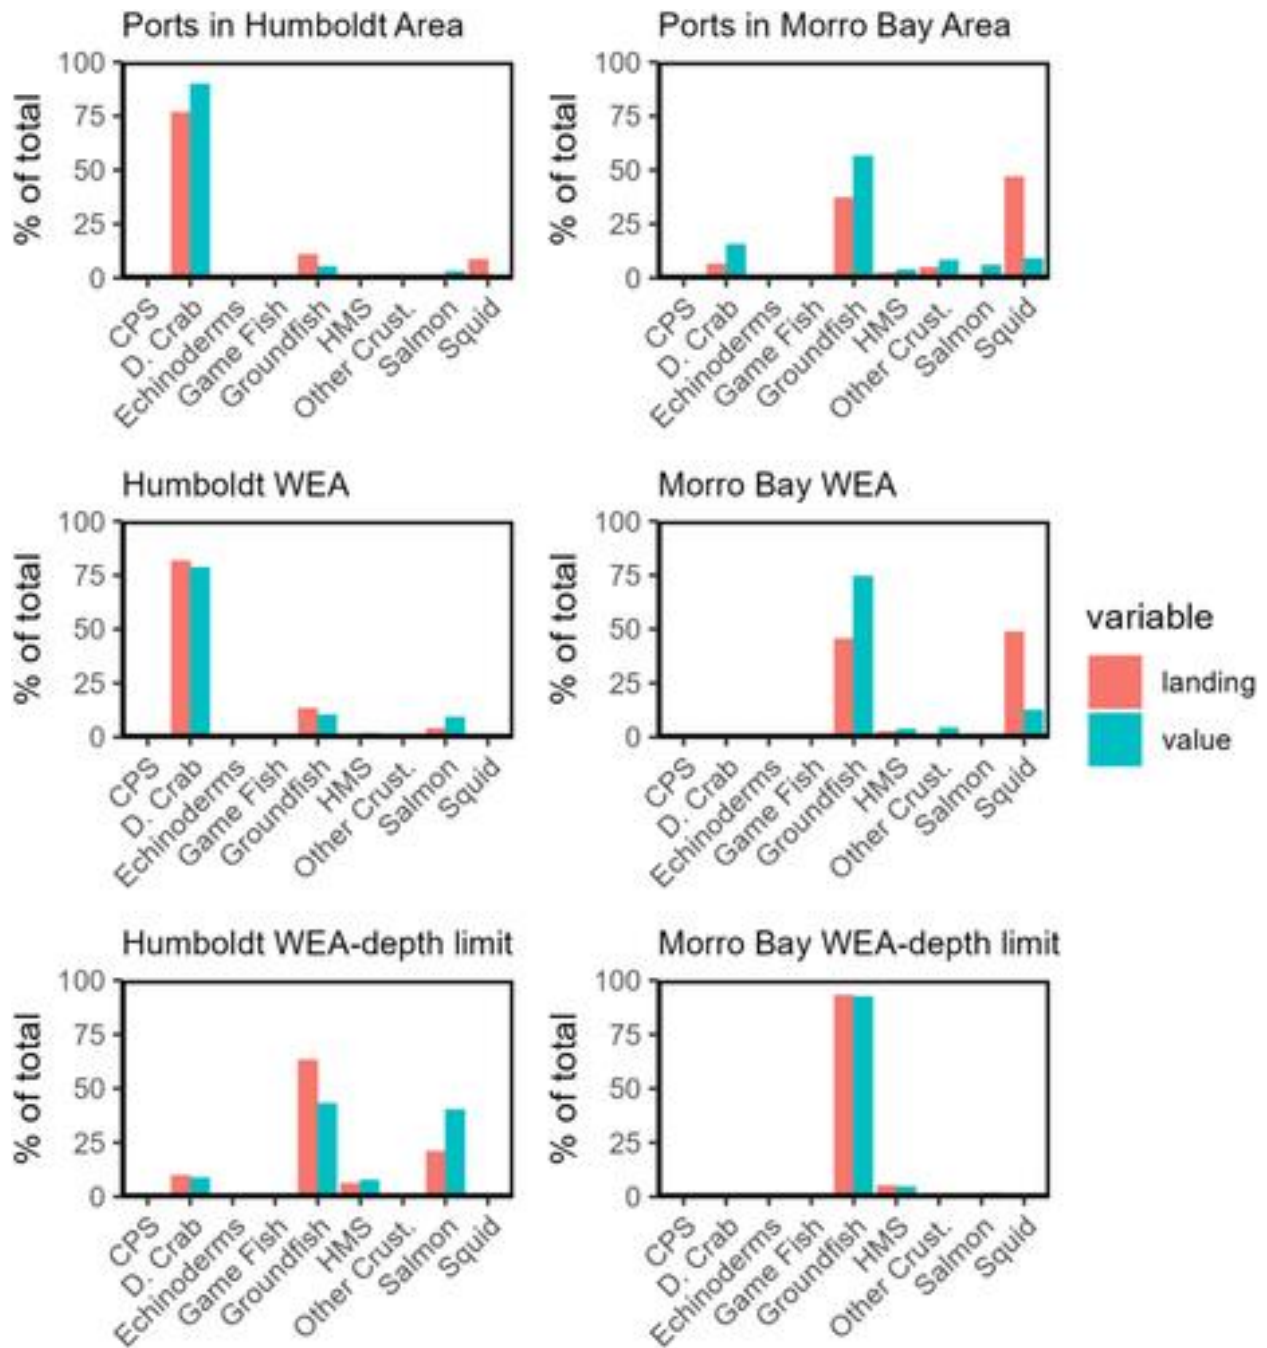 Ports in Humboldt Area
% of total
100
75
50
25
0
CPS
D. Crab
Echinoderms
Game Fish
Groundfish
HMS
Other Crust.
Salmon
Squid
Ports in Morro Bay Area
% of total
100
75
50
25
0
CPS
D. Crab
Echinoderms
Game Fish
Groundfish
HMS
Other Crust.
Salmon
Squid
Humboldt WEA
% of total
100
75
50
25
0
CPS
D. Crab
Echinoderms
Game Fish
Groundfish
HMS
Other Crust.
Salmon
Squid
Morro Bay WEA
% of total
100
75
50
25
0
CPS
D. Crab
Echinoderms
Game Fish
Groundfish
HMS
Other Crust.
Salmon
Squid
variable
landing
value
Humboldt WEA-depth limit
% of total
100
75
50
25
0
CPS
D. Crab
Echinoderms
Game Fish
Groundfish
HMS
Other Crust.
Salmon
Squid
Morro Bay WEA-depth limit
% of total
100
75
50
25
0
CPS
D. Crab
Echinoderms
Game Fish
Groundfish
HMS
Other Crust.
Salmon
Squid